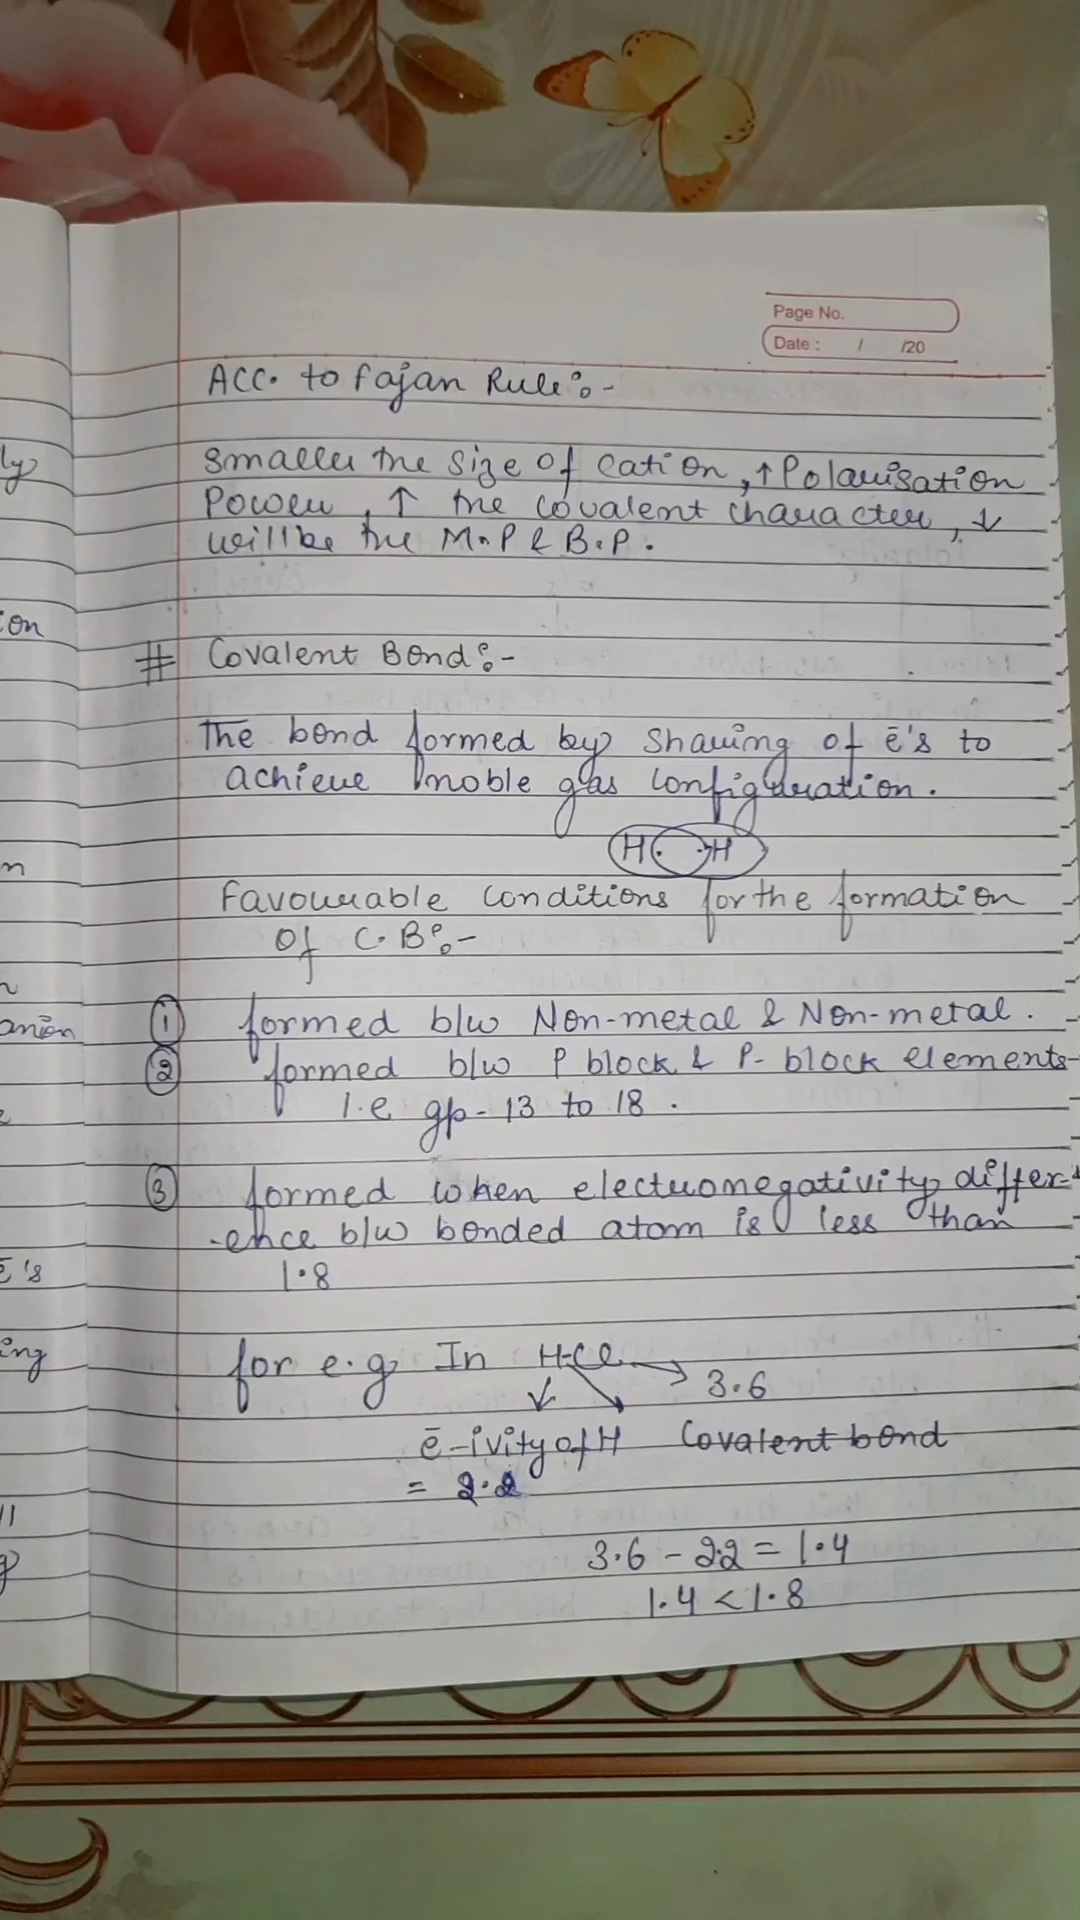 Page No.
Date : / /20
Acc. to fajan Rule:-
smaller the size of cation, ↑ Polarisation
Power, ↑ the covalent character, ↓
will be the M.P & B.P.
# Covalent Bond:-
The bond formed by sharing of ē's to
achieve noble gas configuration.
H H
favourable conditions for the formation
of C.B:-
① formed b/w Non-metal & Non-metal.
② formed b/w P block & P-block elements
i.e gp-13 to 18.
③ formed when electronegativity differ-
-ence b/w bonded atom is less than
1.8
for e.g In H-Cl → 3.6
ē-ivity of H Covalent bond
= 2.2
3.6 - 2.2 = 1.4
1.4 < 1.8
ly
ion
n
anion
ē's
ing